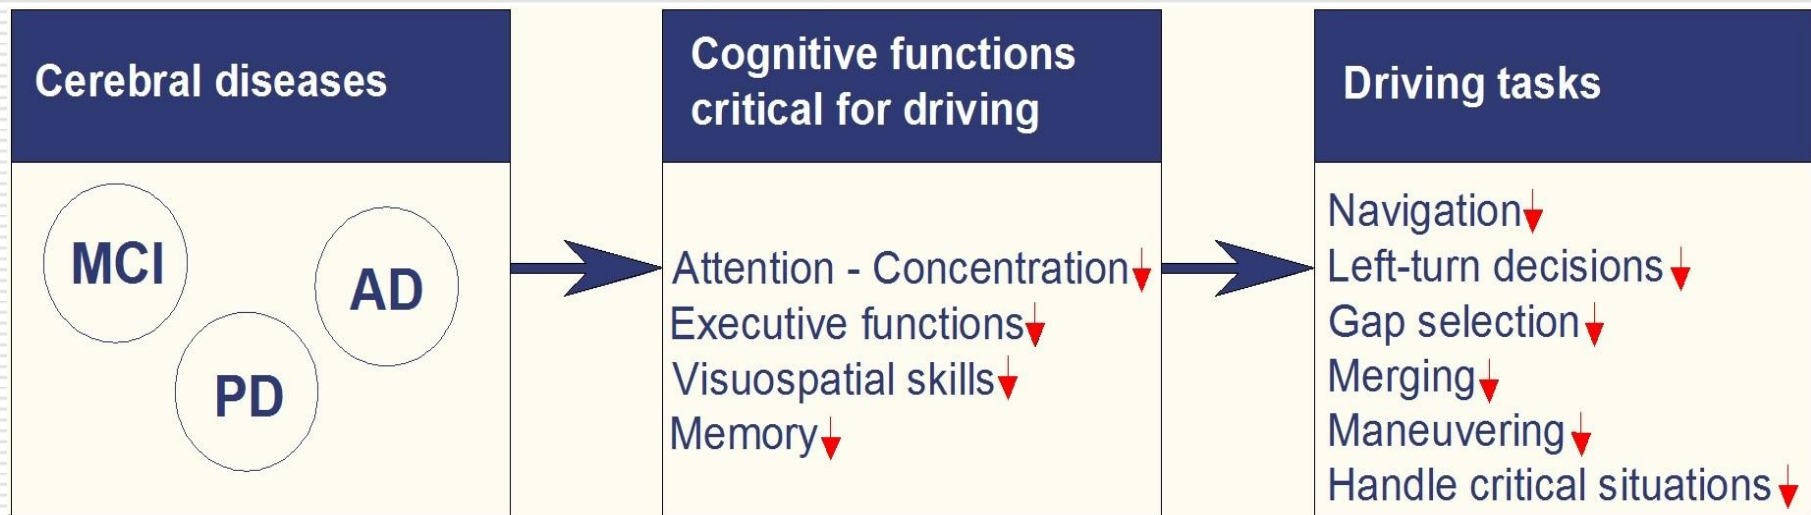 Cerebral diseases
MCI
AD
PD
Cognitive functions
critical for driving
Attention - Concentration
Executive functions
Visuospatial skills
Memory
Driving tasks
Navigation
Left-turn decisions
Gap selection
Merging
Maneuvering
Handle critical situations